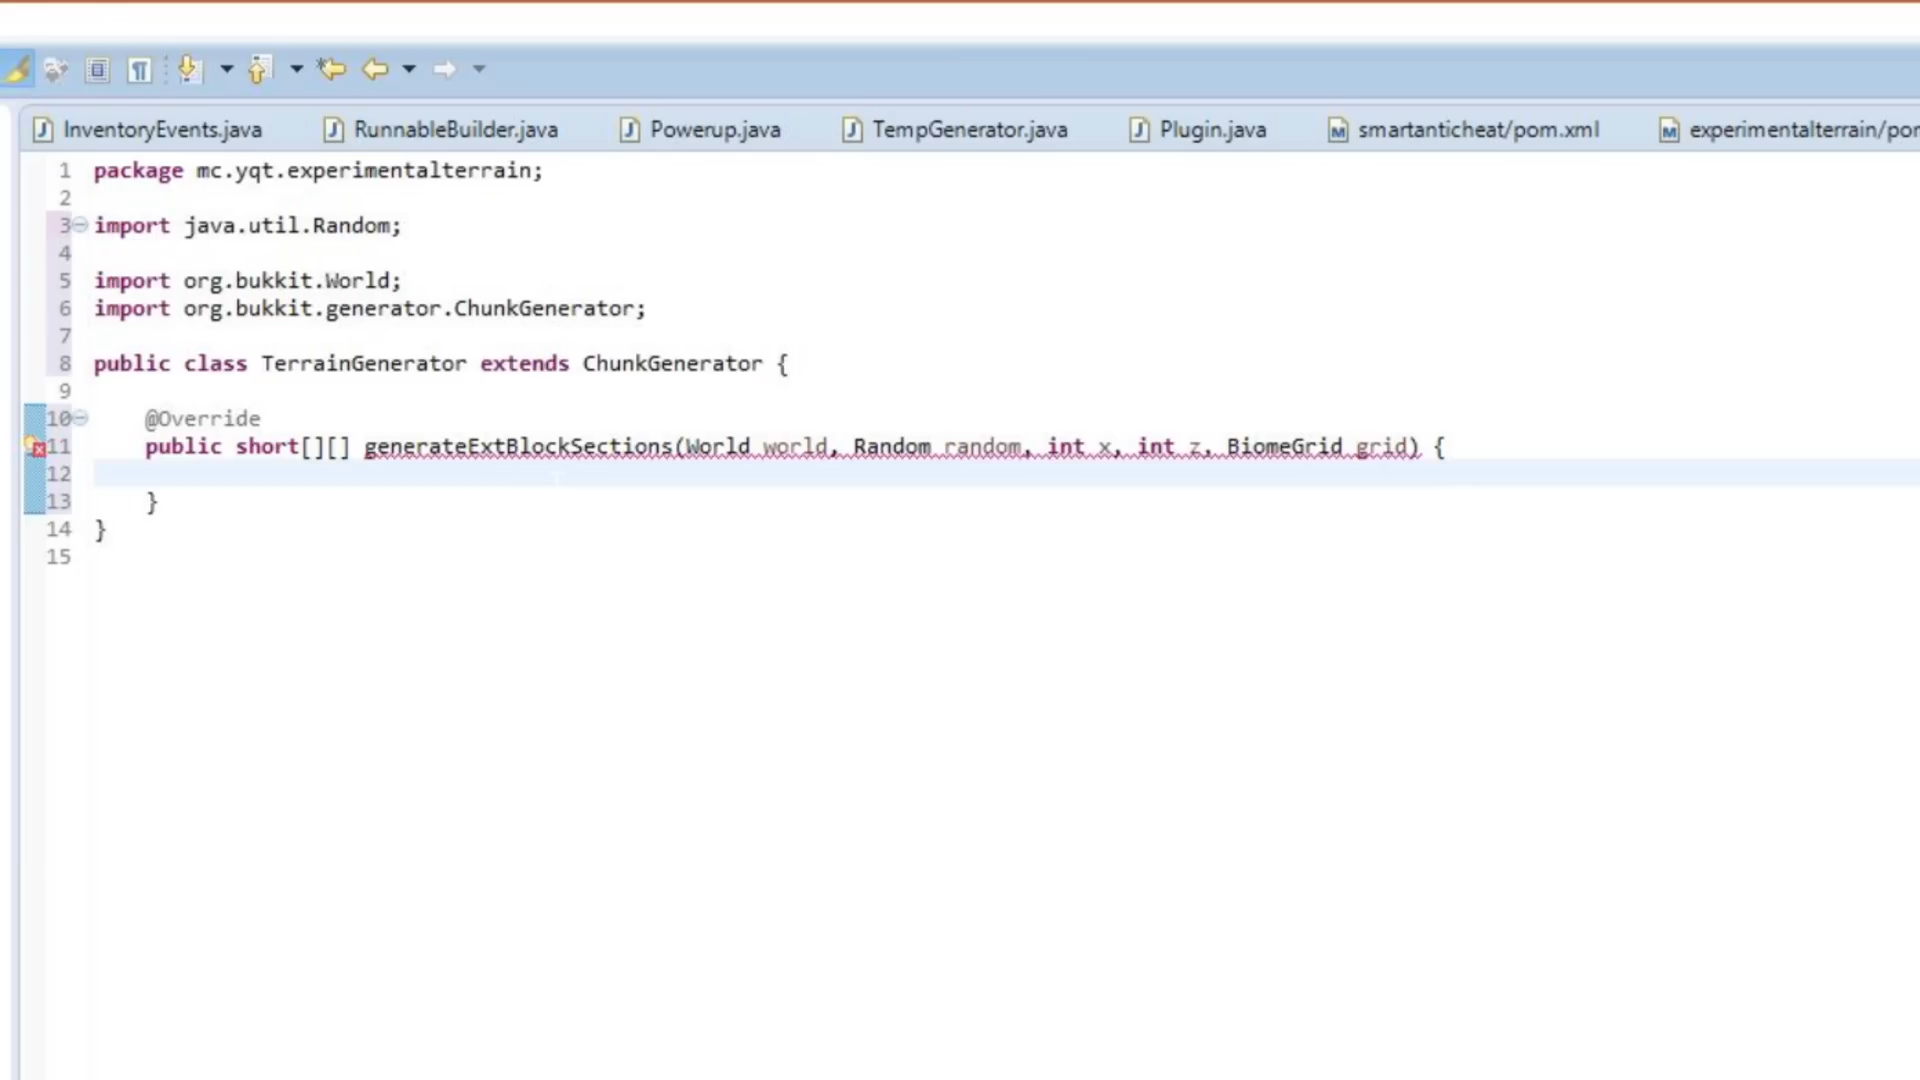 InventoryEvents.java RunnableBuilder.java Powerup.java TempGenerator.java Plugin.java smartanticheat/pom.xml experimentalterrain/pom
1 package mc.yqt.experimentalterrain;
2
3 import java.util.Random;
4
5 import org.bukkit.World;
6 import org.bukkit.generator.ChunkGenerator;
7
8 public class TerrainGenerator extends ChunkGenerator {
9
10 @Override
11 public short[][] generateExtBlockSections(World world, Random random, int x, int z, BiomeGrid grid) {
12
13 }
14 }
15